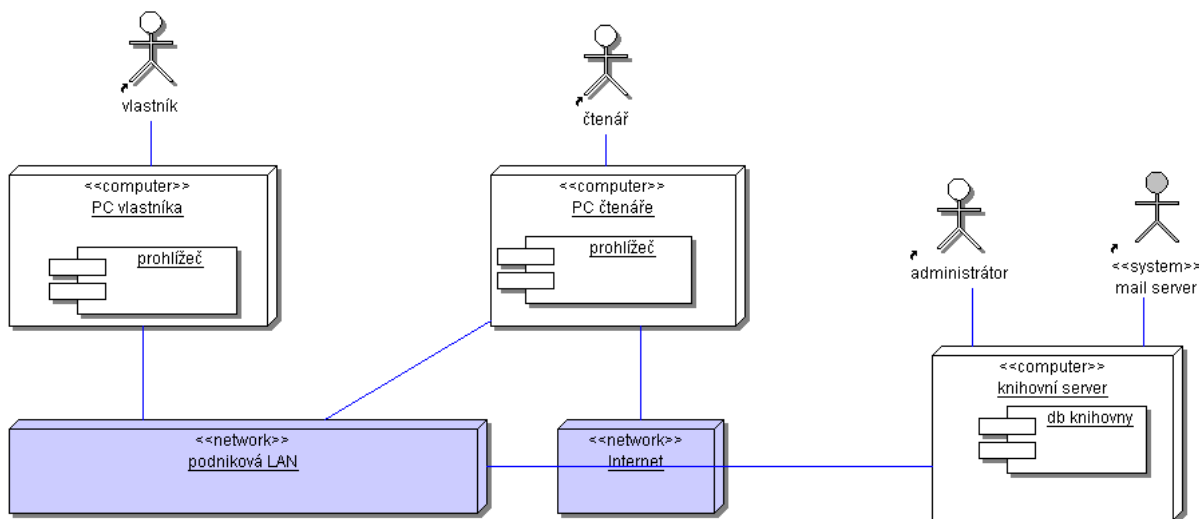 vlastník
čtenář
<<computer>>
PC vlastníka
prohlížeč
<<computer>>
PC čtenáře
prohlížeč
administrátor
<<system>>
mail server
<<computer>>
knihovní server
db knihovny
<<network>>
podniková LAN
<<network>>
Internet